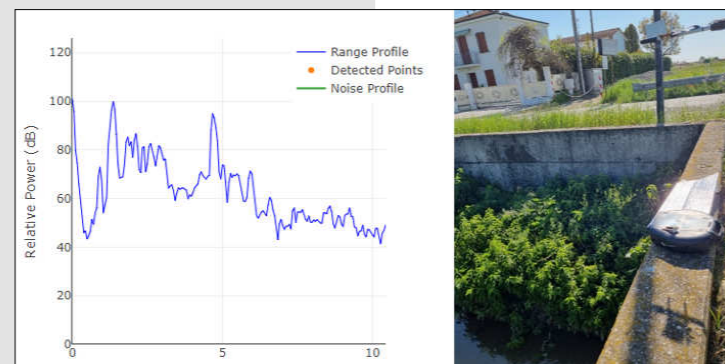 120
100
80
60
40
20
0
Relative Power (dB)
Range Profile
Detected Points
Noise Profile
0
5
10